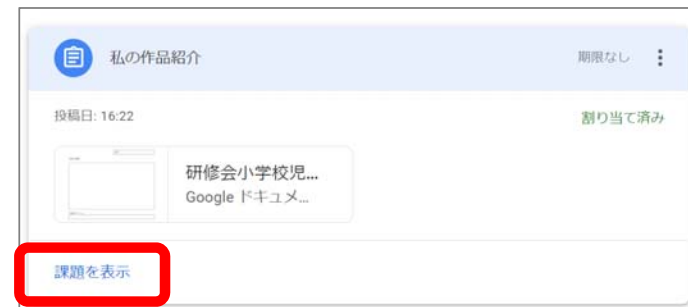 私の作品紹介
期限なし
投稿日: 16:22
割り当て済み
研修会小学校児...
Google ドキュメ...
課題を表示